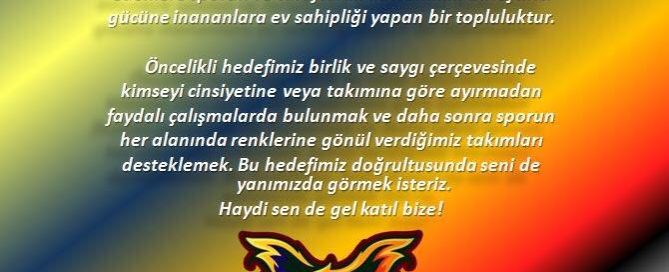 gücüne inananlara ev sahipliği yapan bir topluluktur.
Öncelikli hedefimiz birlik ve saygı çerçevesinde
kimseyi cinsiyetine veya takımına göre ayırmadan
faydalı çalışmalarda bulunmak ve daha sonra sporun
her alanında renklerine gönül verdiğimiz takımları
desteklemek. Bu hedefimiz doğrultusunda seni de
yanımızda görmek isteriz.
Haydi sen de gel katıl bize!